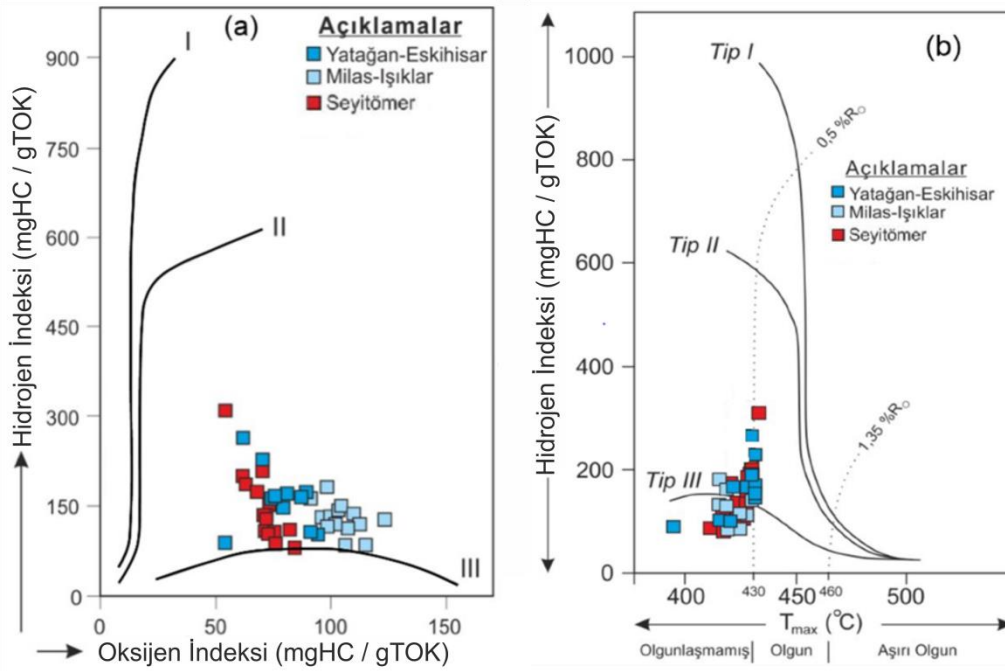 (a)
Açıklamalar
Yatağan-Eskihisar
Milas-Işıklar
Seyitömer
I
II
III
900
750
600
450
300
150
0
0
50
100
150
Hidrojen İndeksi (mgHC / gTOK)
Oksijen İndeksi (mgHC / gTOK)
(b)
Tip I
Tip II
Tip III
0,5 %R○
1,35 %R○
Açıklamalar
Yatağan-Eskihisar
Milas-Işıklar
Seyitömer
1000
800
600
400
200
0
400
430
450
460
500
Hidrojen İndeksi (mgHC / gTOK)
Tmax (°C)
Olgunlaşmamış
Olgun
Aşırı Olgun